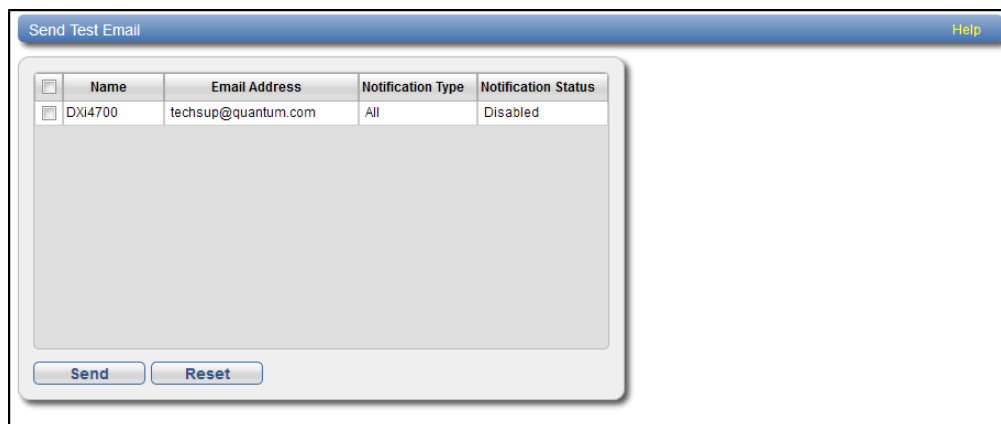 Send Test Email Help
Name Email Address Notification Type Notification Status
DXi4700 techsup@quantum.com All Disabled
Send Reset